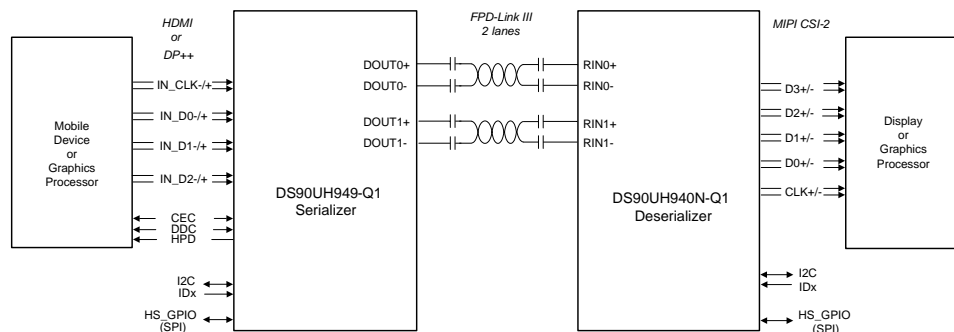 HDMI
or
DP++
FPD-Link III
2 lanes
MIPI CSI-2
Mobile
Device
or
Graphics
Processor
IN_CLK-/+
IN_D0-/+
IN_D1-/+
IN_D2-/+
CEC
DDC
HPD
I2C
IDx
HS_GPIO
(SPI)
DOUT0+
DOUT0-
DOUT1+
DOUT1-
DS90UH949-Q1
Serializer
RIN0+
RIN0-
RIN1+
RIN1-
DS90UH940N-Q1
Deserializer
D3+/-
D2+/-
D1+/-
D0+/-
CLK+/-
I2C
IDx
HS_GPIO
(SPI)
Display
or
Graphics
Processor